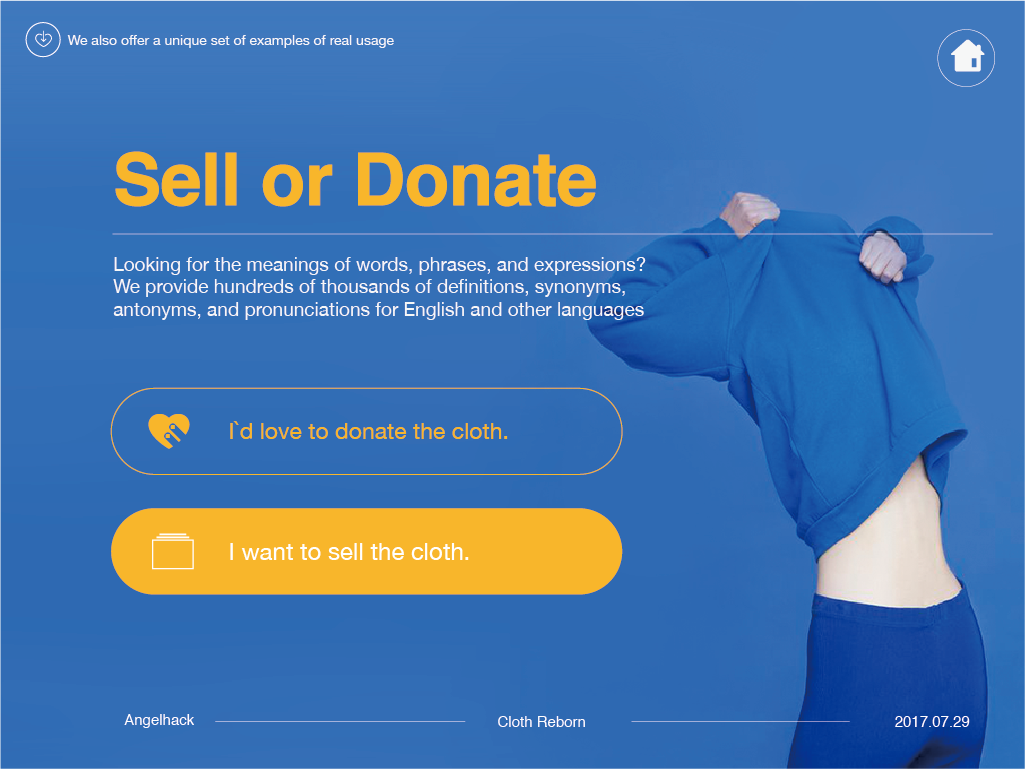 We also offer a unique set of examples of real usage
Sell or Donate
Looking for the meanings of words, phrases, and expressions?
We provide hundreds of thousands of definitions, synonyms,
antonyms, and pronunciations for English and other languages
I`d love to donate the cloth.
I want to sell the cloth.
Angelhack
Cloth Reborn
2017.07.29